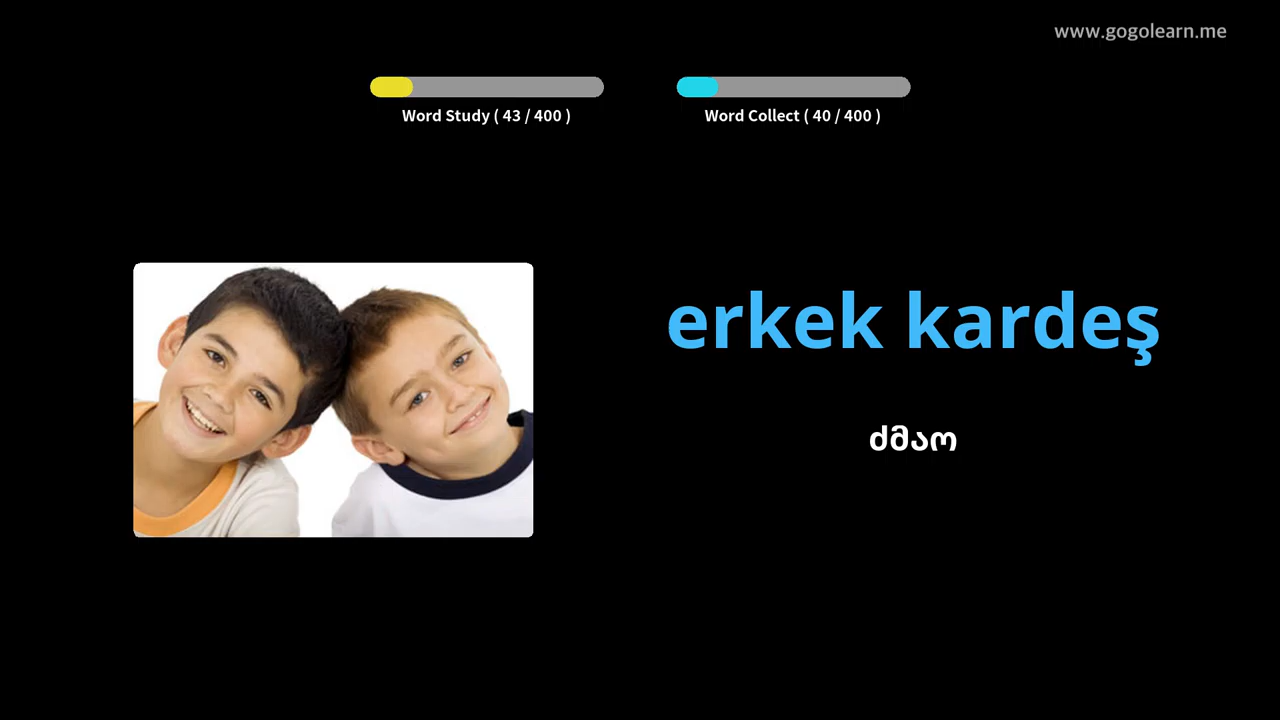 www.gogolearn.me
Word Study ( 43 / 400 )
Word Collect ( 40 / 400 )
erkek kardeş
ძმაო